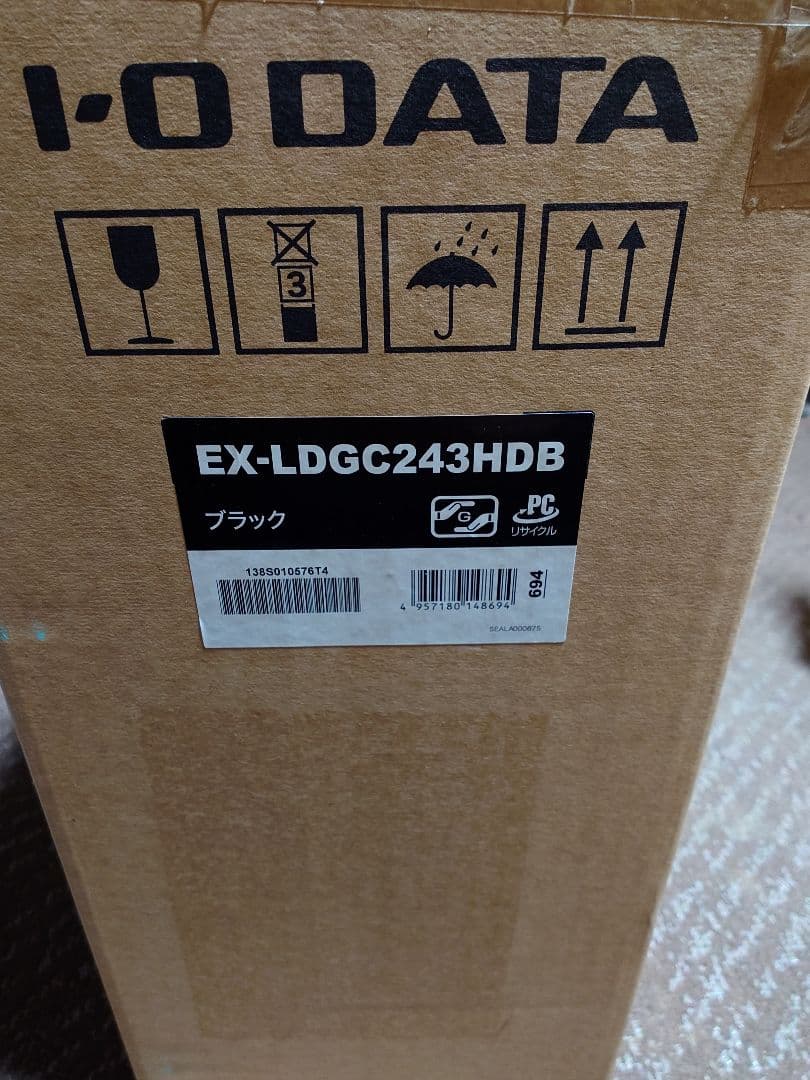 I-O DATA
3
EX-LDGC243HDB
ブラック
G
PC
リサイクル
138S010576T4
4 957180 148694
694
SEALA000675